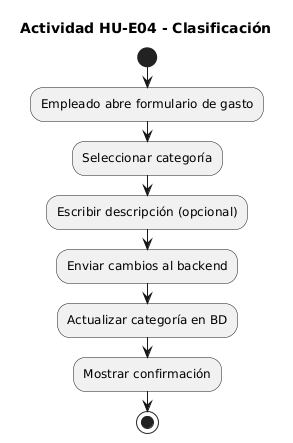 Actividad HU-E04 - Clasificación
Empleado abre formulario de gasto
Seleccionar categoría
Escribir descripción (opcional)
Enviar cambios al backend
Actualizar categoría en BD
Mostrar confirmación